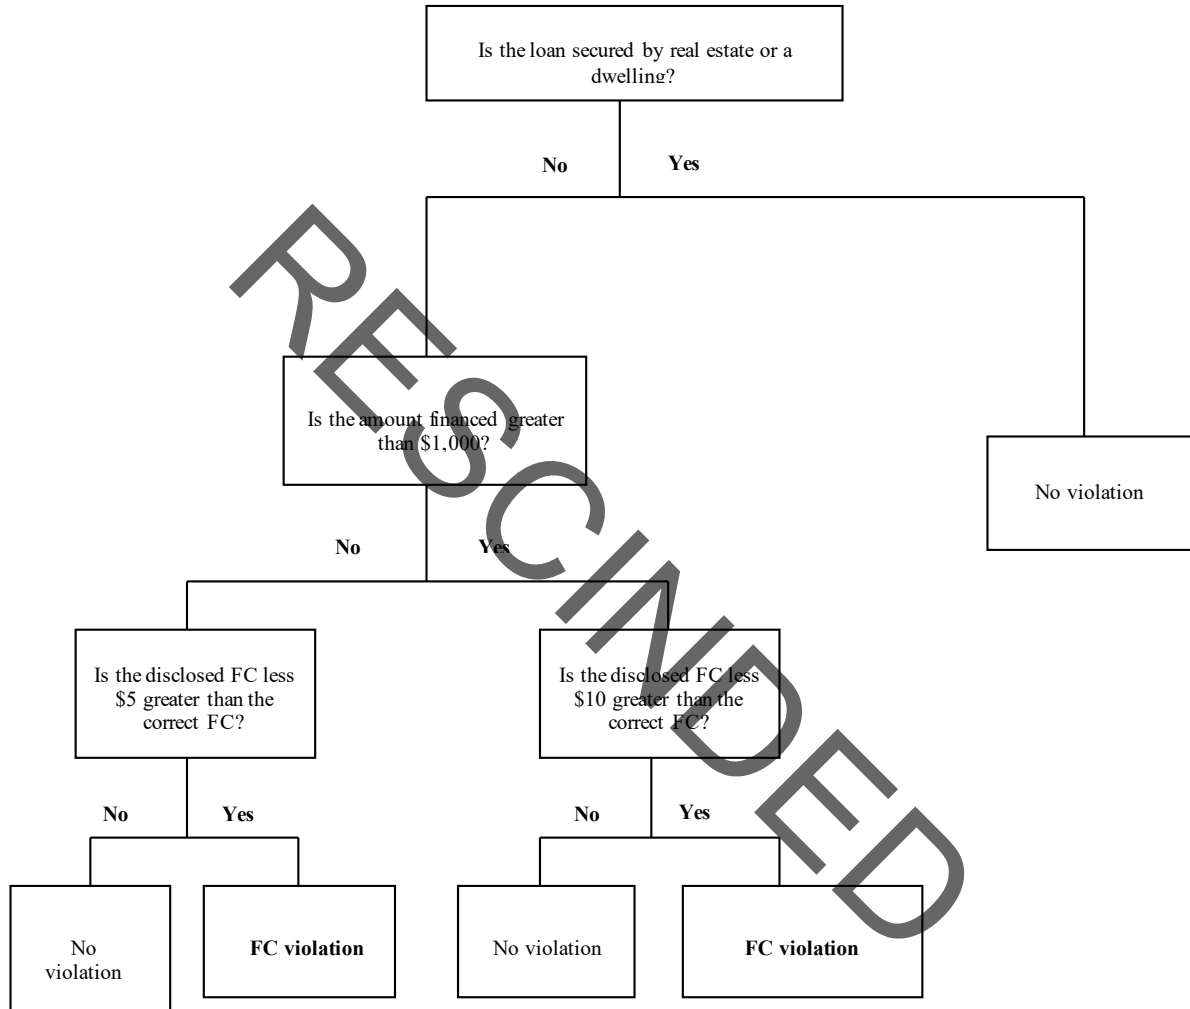 Is the loan secured by real estate or a
dwelling?
No
Yes
Is the amount financed greater
than $1,000?
No violation
No
Yes
Is the disclosed FC less
$5 greater than the
correct FC?
Is the disclosed FC less
$10 greater than the
correct FC?
No
Yes
No
Yes
No
violation
FC violation
No violation
FC violation
RESCINDED